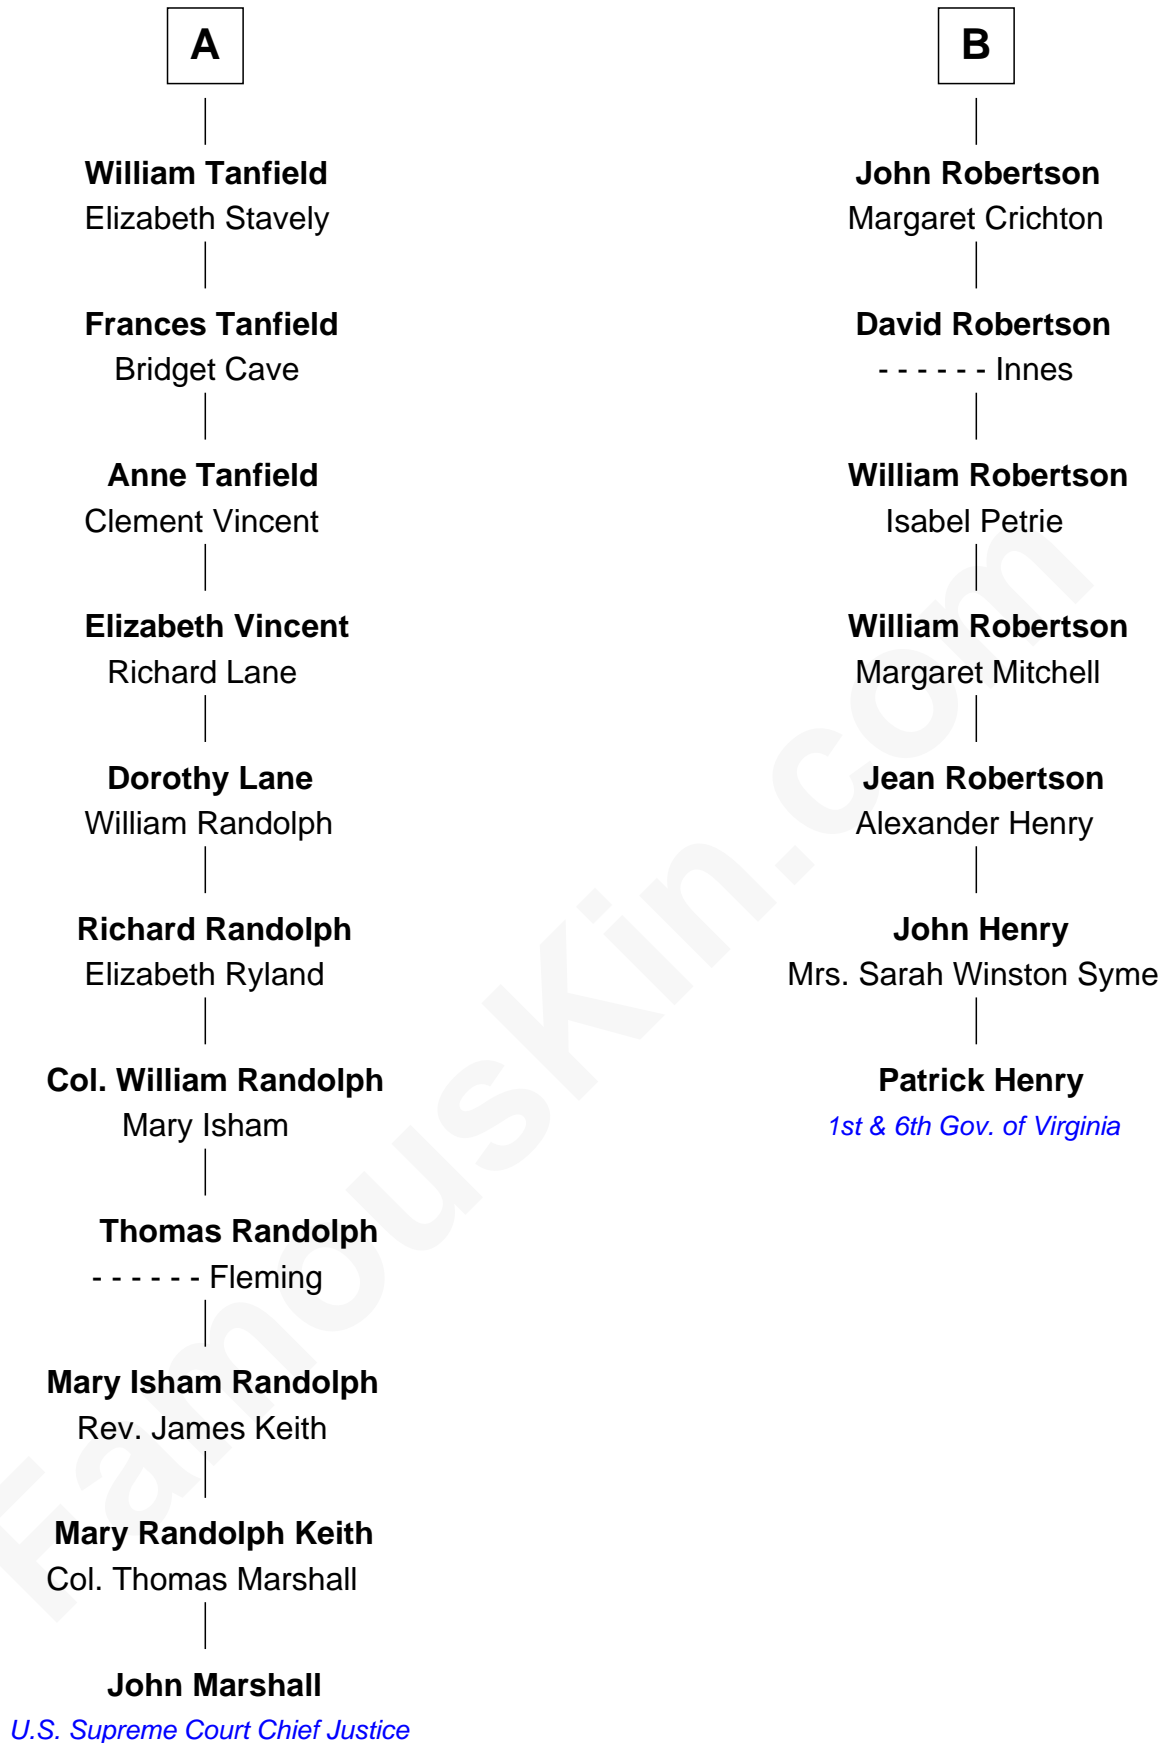 A
William Tanfield
Elizabeth Stavely
Frances Tanfield
Bridget Cave
Anne Tanfield
Clement Vincent
Elizabeth Vincent
Richard Lane
Dorothy Lane
William Randolph
Richard Randolph
Elizabeth Ryland
Col. William Randolph
Mary Isham
Thomas Randolph
- - - - - - Fleming
Mary Isham Randolph
Rev. James Keith
Mary Randolph Keith
Col. Thomas Marshall
John Marshall
U.S. Supreme Court Chief Justice
B
John Robertson
Margaret Crichton
David Robertson
- - - - - - Innes
William Robertson
Isabel Petrie
William Robertson
Margaret Mitchell
Jean Robertson
Alexander Henry
John Henry
Mrs. Sarah Winston Syme
Patrick Henry
1st & 6th Gov. of Virginia
FamousKin.com